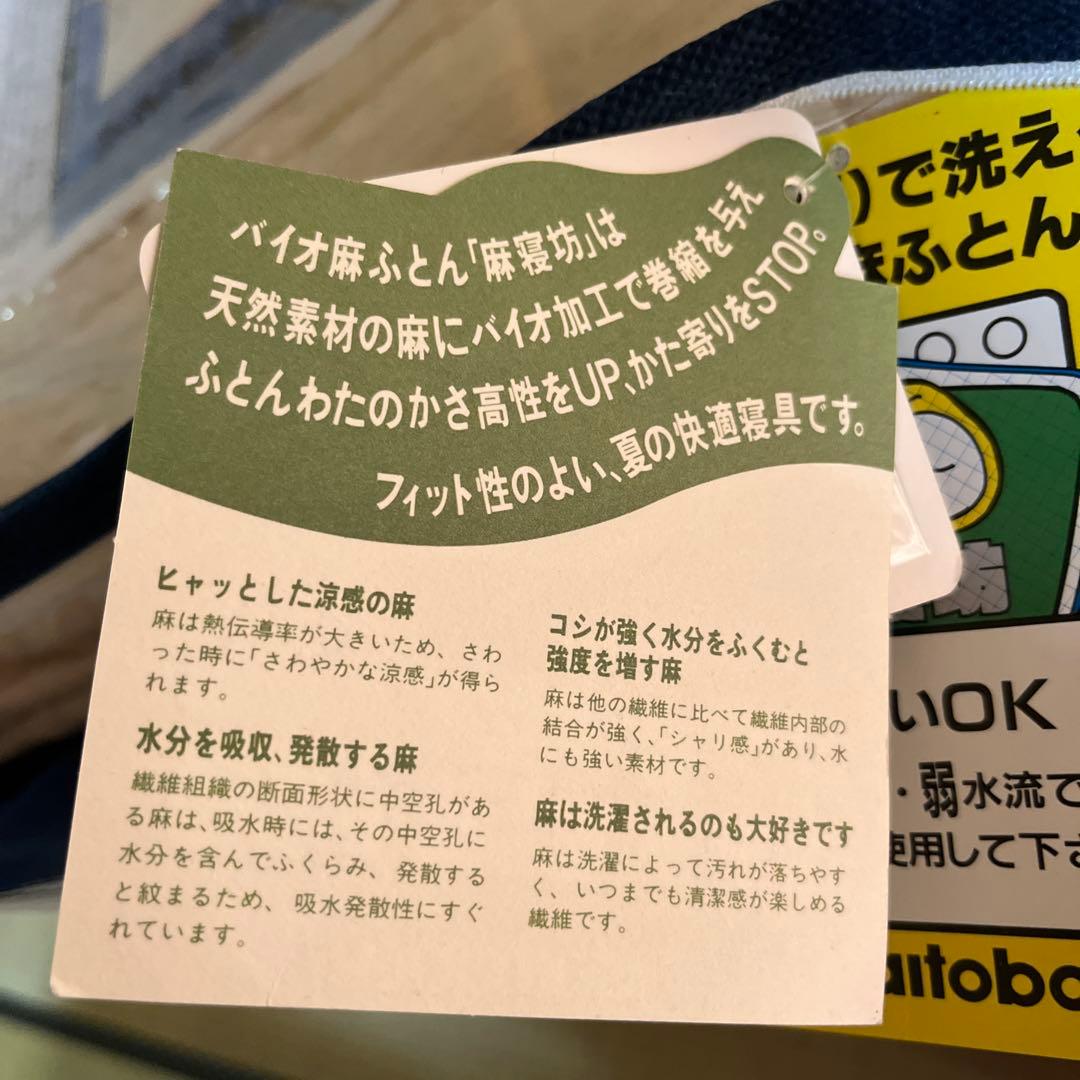 バイオ麻ふとん「麻寝坊」は
天然素材の麻にバイオ加工で巻縮を与え
ふとんわたのかさ高性をUP、かた寄りをSTOP。
フィット性のよい、夏の快適寝具です。
ヒャッとした涼感の麻
麻は熱伝導率が大きいため、さわ
った時に「さわやかな涼感」が得ら
れます。
水分を吸収、発散する麻
繊維組織の断面形状に中空孔があ
る麻は、吸水時には、その中空孔に
水分を含んでふくらみ、発散する
と紋まるため、吸水発散性にすぐ
れています。
コシが強く水分をふくむと
強度を増す麻
麻は他の繊維に比べて繊維内部の
結合が強く、「シャリ感」があり、水
にも強い素材です。
麻は洗濯されるのも大好きです
麻は洗濯によって汚れが落ちやす
く、いつまでも清潔感が楽しめる
繊維です。
で洗え
ふとん
いOK
・弱水流で
使用して下さ
aitobo